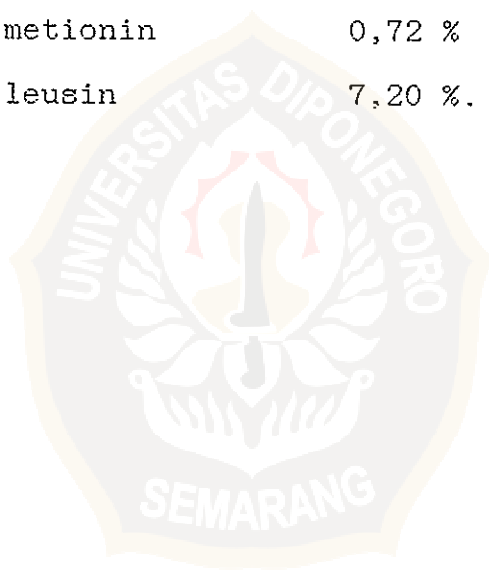 metionin 0,72 %
leusin 7,20 %.
UNIVERSITAS DIPONEGORO
SEMARANG